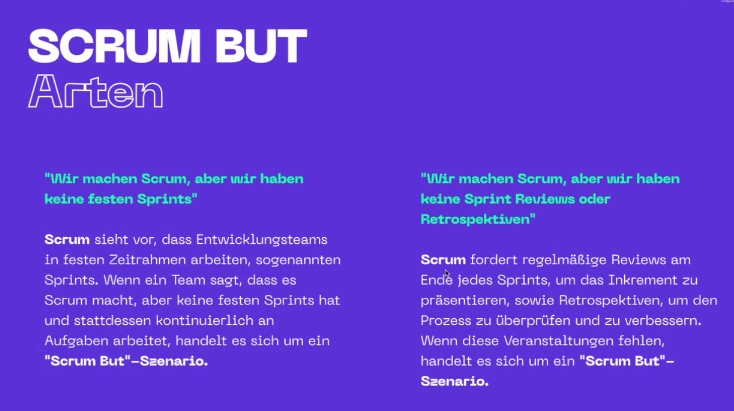 SCRUM BUT
Arten
"Wir machen Scrum, aber wir haben
keine festen Sprints"
Scrum sieht vor, dass Entwicklungsteams
in festen Zeitrahmen arbeiten, sogenannten
Sprints. Wenn ein Team sagt, dass es
Scrum macht, aber keine festen Sprints hat
und stattdessen kontinuierlich an
Aufgaben arbeitet, handelt es sich um ein
"Scrum But"-Szenario.
"Wir machen Scrum, aber wir haben
keine Sprint Reviews oder
Retrospektiven"
Scrum fordert regelmäßige Reviews am
Ende jedes Sprints, um das Inkrement zu
präsentieren, sowie Retrospektiven, um den
Prozess zu überprüfen und zu verbessern.
Wenn diese Veranstaltungen fehlen,
handelt es sich um ein "Scrum But"-
Szenario.